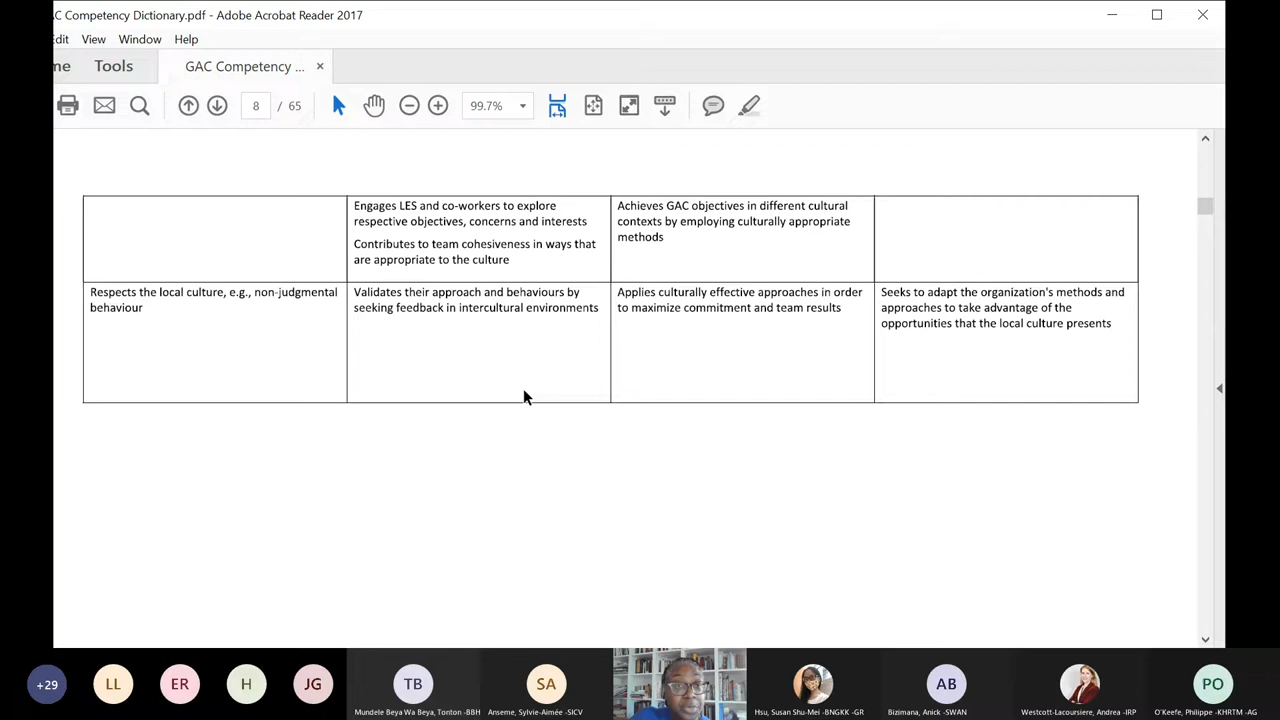 C Competency Dictionary.pdf - Adobe Acrobat Reader 2017
dit View Window Help
me Tools GAC Competency ... ×
8 / 65 99.7%
Engages LES and co-workers to explore
respective objectives, concerns and interests
Contributes to team cohesiveness in ways that
are appropriate to the culture
Achieves GAC objectives in different cultural
contexts by employing culturally appropriate
methods
Respects the local culture, e.g., non-judgmental
behaviour
Validates their approach and behaviours by
seeking feedback in intercultural environments
Applies culturally effective approaches in order
to maximize commitment and team results
Seeks to adapt the organization's methods and
approaches to take advantage of the
opportunities that the local culture presents
+29 LL ER H JG TB SA AB PO
Mundele Beya Wa Beya, Tonton -BBH
Anseme, Sylvie-Aimée -SICV
Hsu, Susan Shu-Mei -BNGKK -GR
Bizimana, Anick -SWAN
Westcott-Lacoursiere, Andrea -IRP
O'Keefe, Philippe -KHRTM -AG